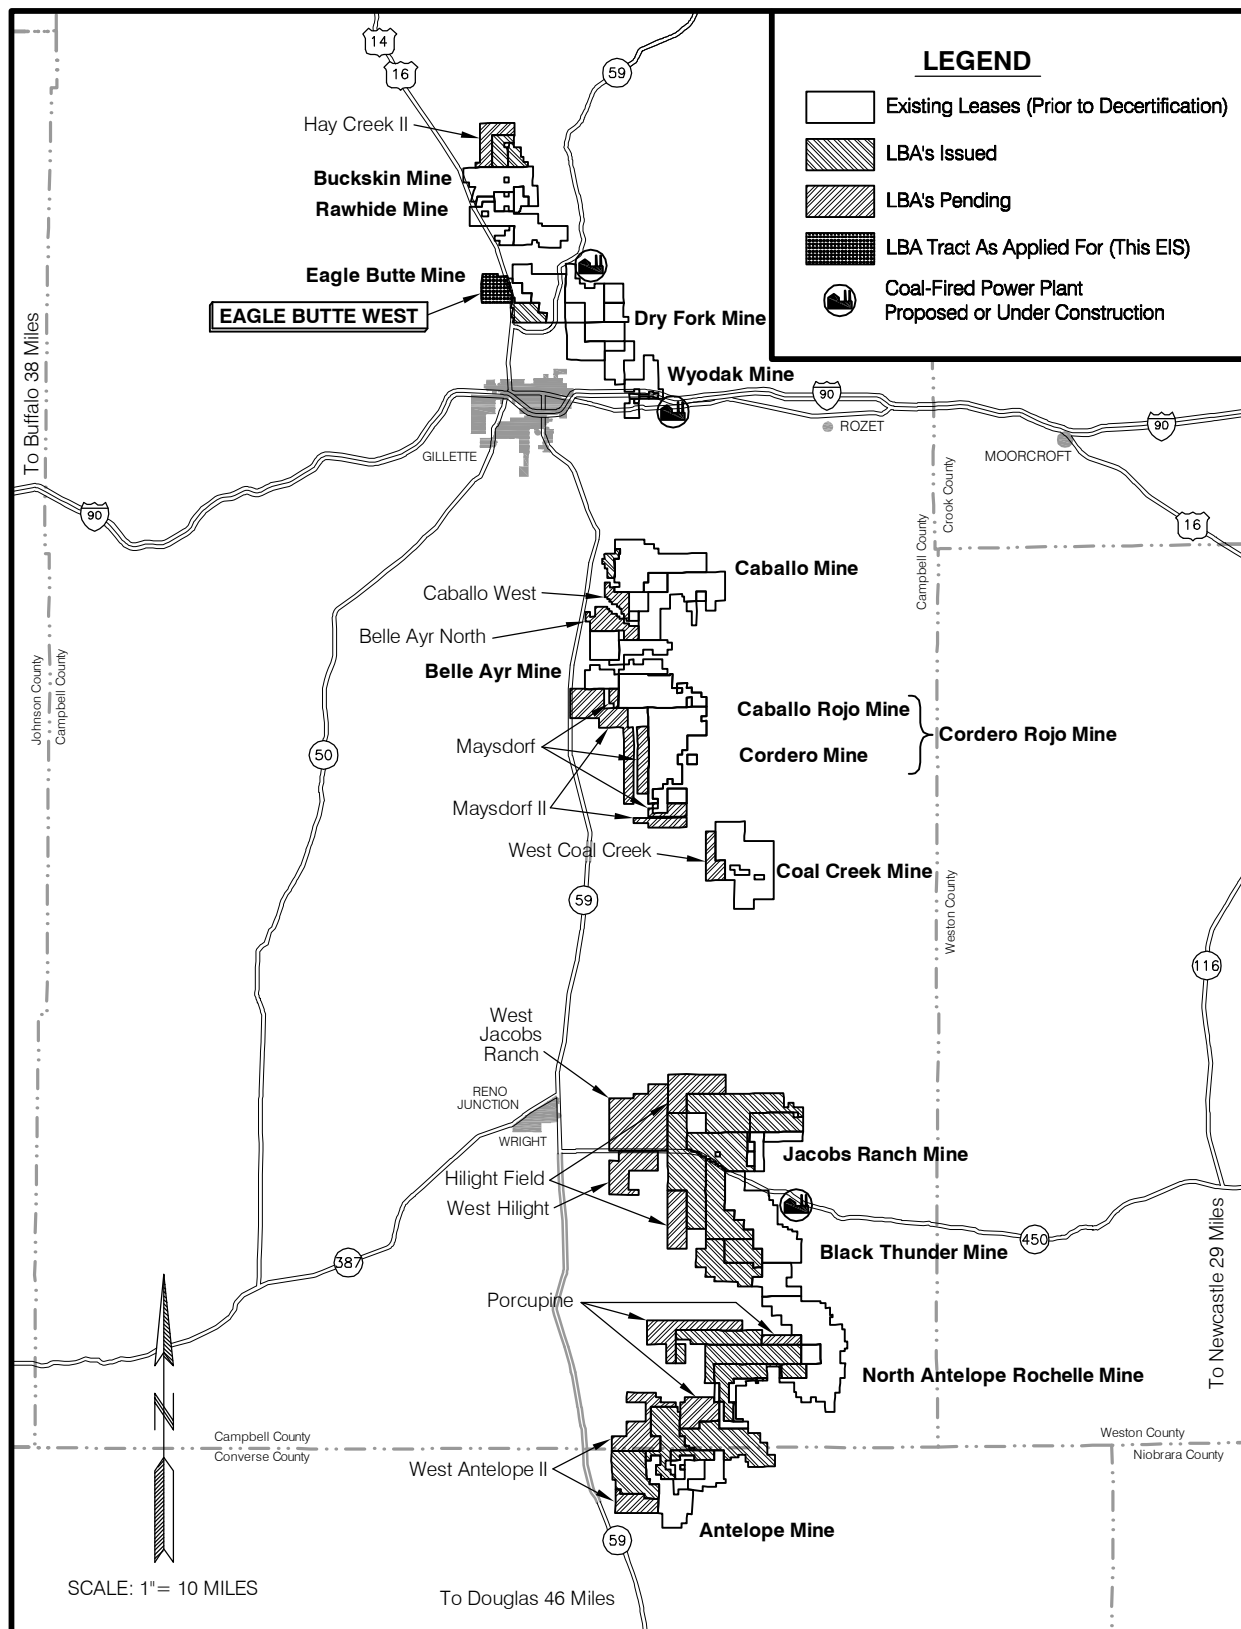 LEGEND
Existing Leases (Prior to Decertification)
LBA's Issued
LBA's Pending
LBA Tract As Applied For (This EIS)
Coal-Fired Power Plant
Proposed or Under Construction
14
16
59
Hay Creek II
Buckskin Mine
Rawhide Mine
Eagle Butte Mine
EAGLE BUTTE WEST
Dry Fork Mine
Wyodak Mine
To Buffalo 38 Miles
90
ROZET
90
GILLETTE
MOORCROFT
90
16
Campbell County
Crook County
Caballo Mine
Caballo West
Belle Ayr North
Belle Ayr Mine
Johnson County
Campbell County
Caballo Rojo Mine
Cordero Rojo Mine
Cordero Mine
Maysdorf
50
Maysdorf II
West Coal Creek
Coal Creek Mine
Weston County
59
116
West
Jacobs
Ranch
RENO
JUNCTION
WRIGHT
Jacobs Ranch Mine
Hilight Field
West Hilight
450
Black Thunder Mine
387
To Newcastle 29 Miles
Porcupine
North Antelope Rochelle Mine
N
Campbell County
Converse County
Weston County
Niobrara County
West Antelope II
Antelope Mine
59
SCALE: 1"= 10 MILES
To Douglas 46 Miles